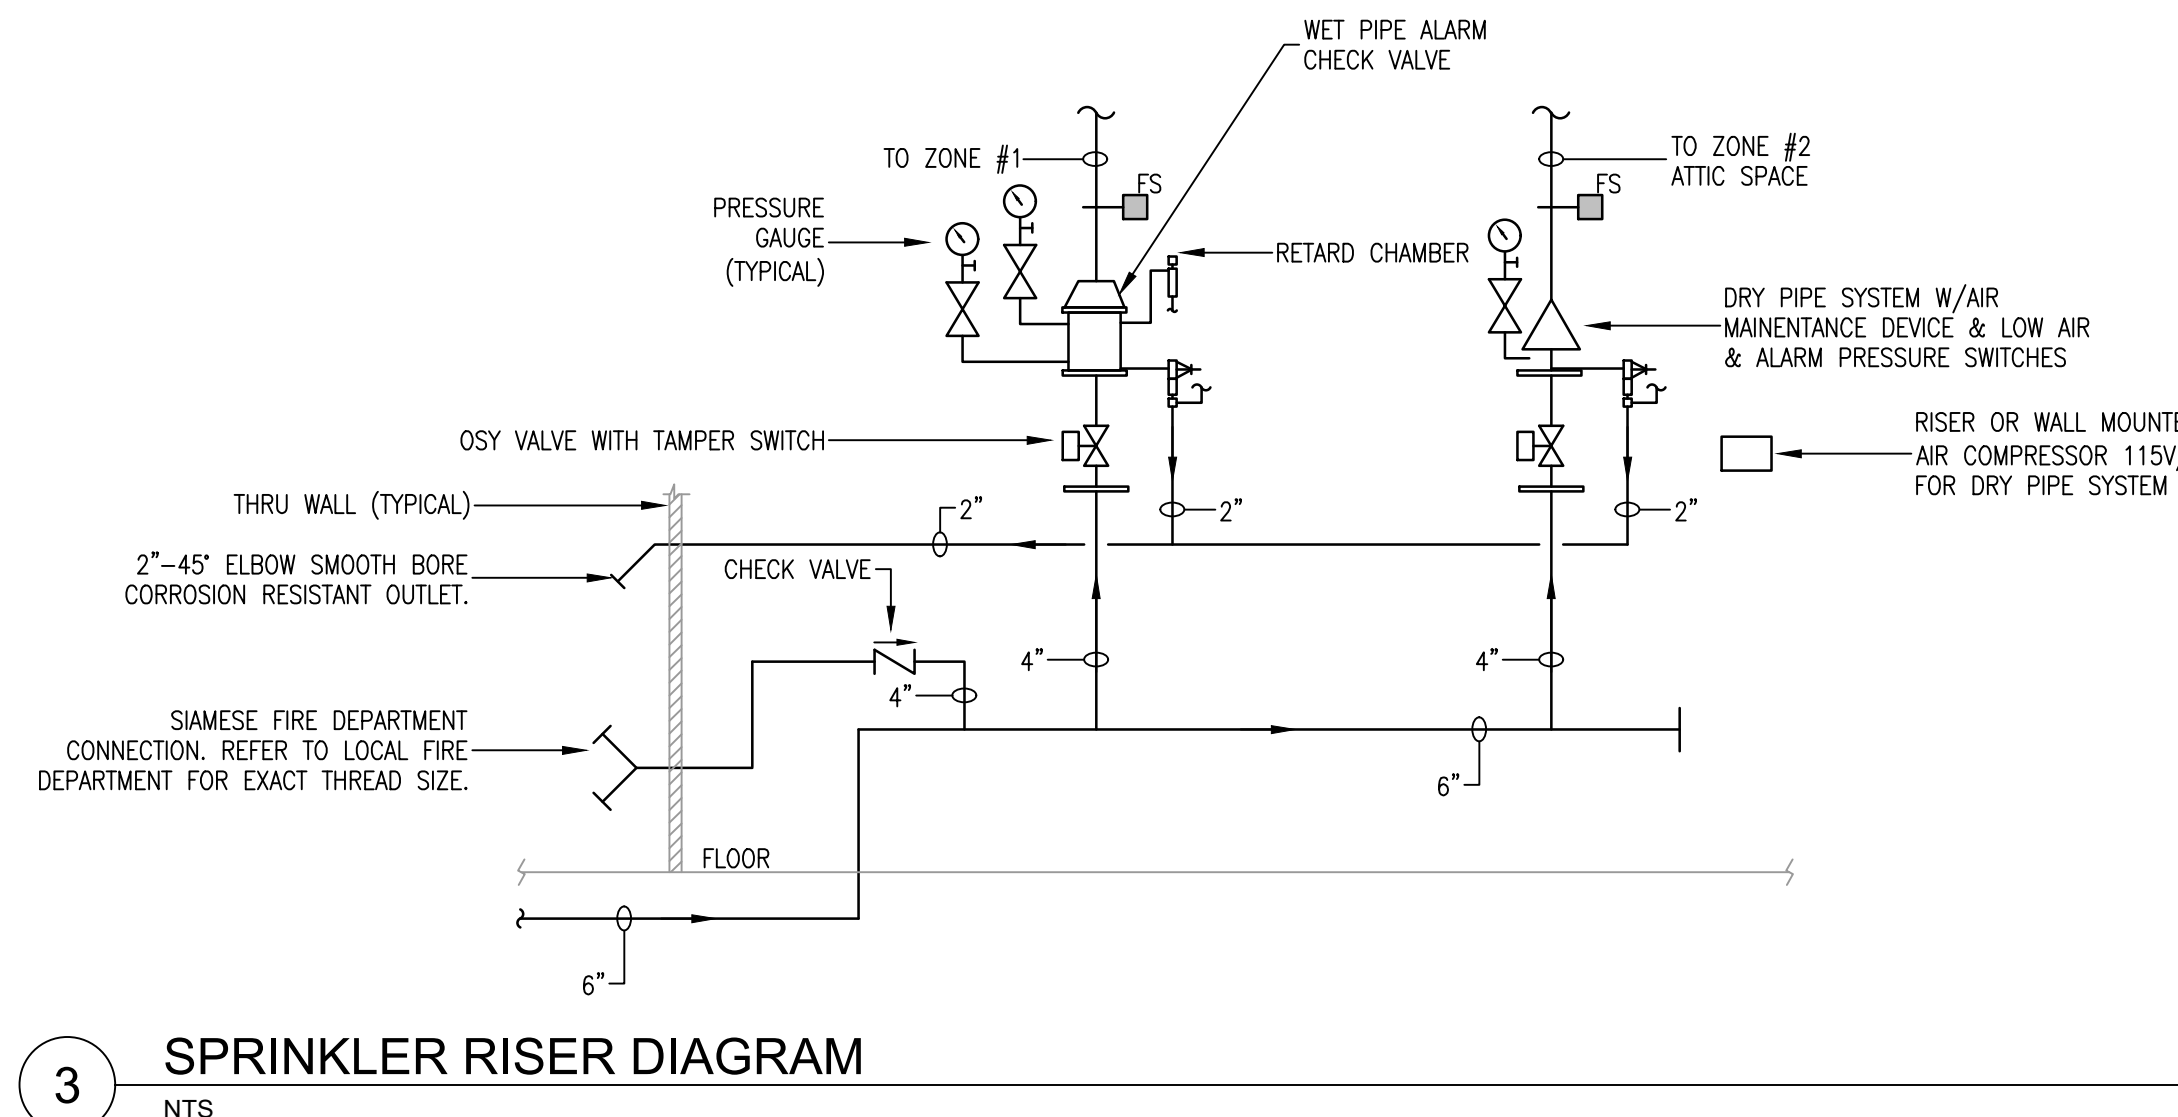 WET PIPE ALARM
CHECK VALVE
TO ZONE #1
TO ZONE #2
ATTIC SPACE
FS
FS
PRESSURE
GAUGE
(TYPICAL)
RETARD CHAMBER
DRY PIPE SYSTEM W/AIR
MAINENTANCE DEVICE & LOW AIR
& ALARM PRESSURE SWITCHES
OSY VALVE WITH TAMPER SWITCH
RISER OR WALL MOUNTE
AIR COMPRESSOR 115V/
FOR DRY PIPE SYSTEM
THRU WALL (TYPICAL)
2"
2"
2"
2"-45° ELBOW SMOOTH BORE
CORROSION RESISTANT OUTLET.
CHECK VALVE
4"
4"
4"
SIAMESE FIRE DEPARTMENT
CONNECTION. REFER TO LOCAL FIRE
DEPARTMENT FOR EXACT THREAD SIZE.
6"
FLOOR
6"
3
SPRINKLER RISER DIAGRAM
NTS